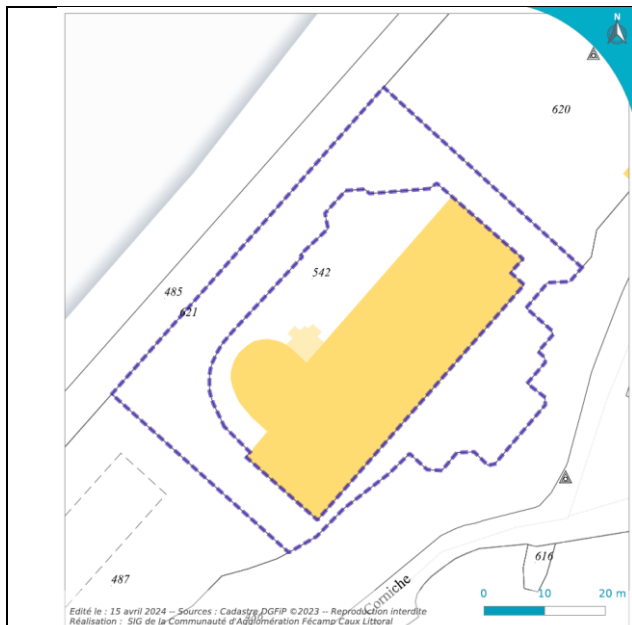 N
620
542
485
621
487
616
Corniche
0 10 20 m
Edité le : 15 avril 2024 -- Sources : Cadastre DGFiP ©2023 -- Reproduction interdite
Réalisation : SIG de la Communauté d'Agglomération Fécamp Caux Littoral